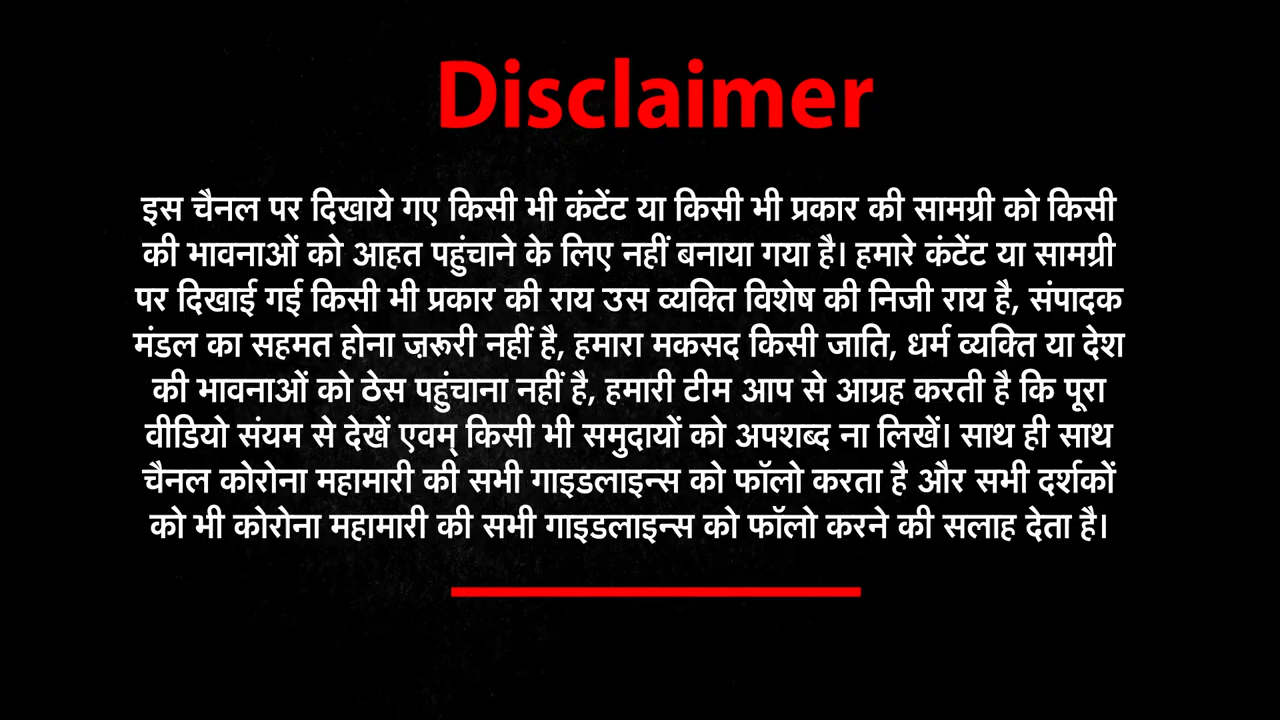 Disclaimer
इस चैनल पर दिखाये गए किसी भी कंटेंट या किसी भी प्रकार की सामग्री को किसी
की भावनाओं को आहत पहुंचाने के लिए नहीं बनाया गया है। हमारे कंटेंट या सामग्री
पर दिखाई गई किसी भी प्रकार की राय उस व्यक्ति विशेष की निजी राय है, संपादक
मंडल का सहमत होना ज़रूरी नहीं है, हमारा मकसद किसी जाति, धर्म व्यक्ति या देश
की भावनाओं को ठेस पहुंचाना नहीं है, हमारी टीम आप से आग्रह करती है कि पूरा
वीडियो संयम से देखें एवम् किसी भी समुदायों को अपशब्द ना लिखें। साथ ही साथ
चैनल कोरोना महामारी की सभी गाइडलाइन्स को फॉलो करता है और सभी दर्शकों
को भी कोरोना महामारी की सभी गाइडलाइन्स को फॉलो करने की सलाह देता है।